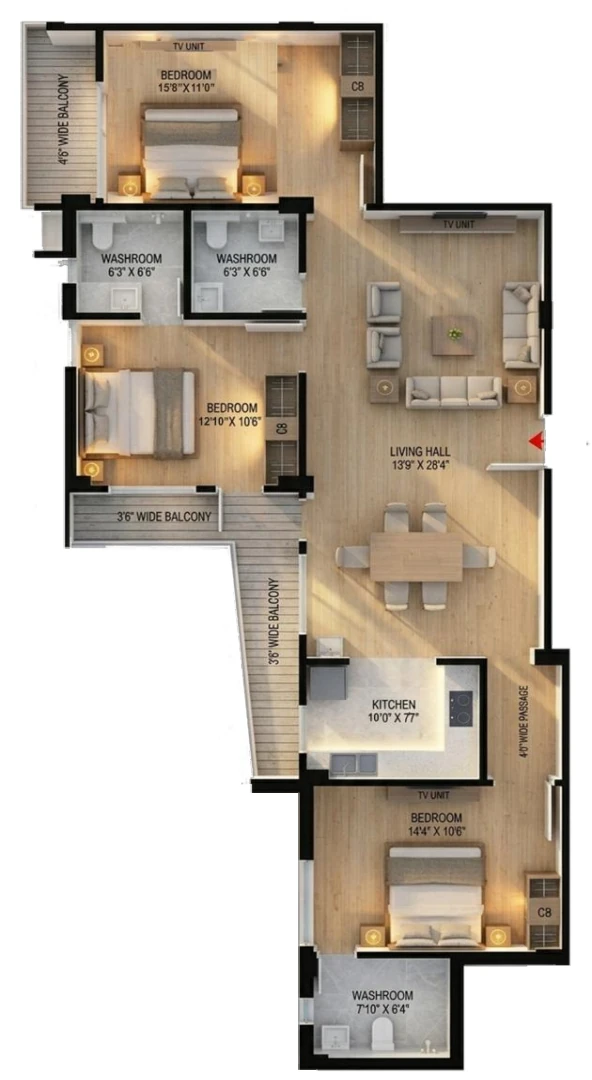 TV UNIT
BEDROOM
15'8" X 11'0"
C8
4'6" WIDE BALCONY
TV UNIT
WASHROOM
6'3" X 6'6"
WASHROOM
6'3" X 6'6"
BEDROOM
12'10" X 10'6"
C8
LIVING HALL
13'9" X 28'4"
3'6" WIDE BALCONY
3'6" WIDE BALCONY
KITCHEN
10'0" X 7'7"
4'0" WIDE PASSAGE
TV UNIT
BEDROOM
14'4" X 10'6"
C8
WASHROOM
7'10" X 6'4"